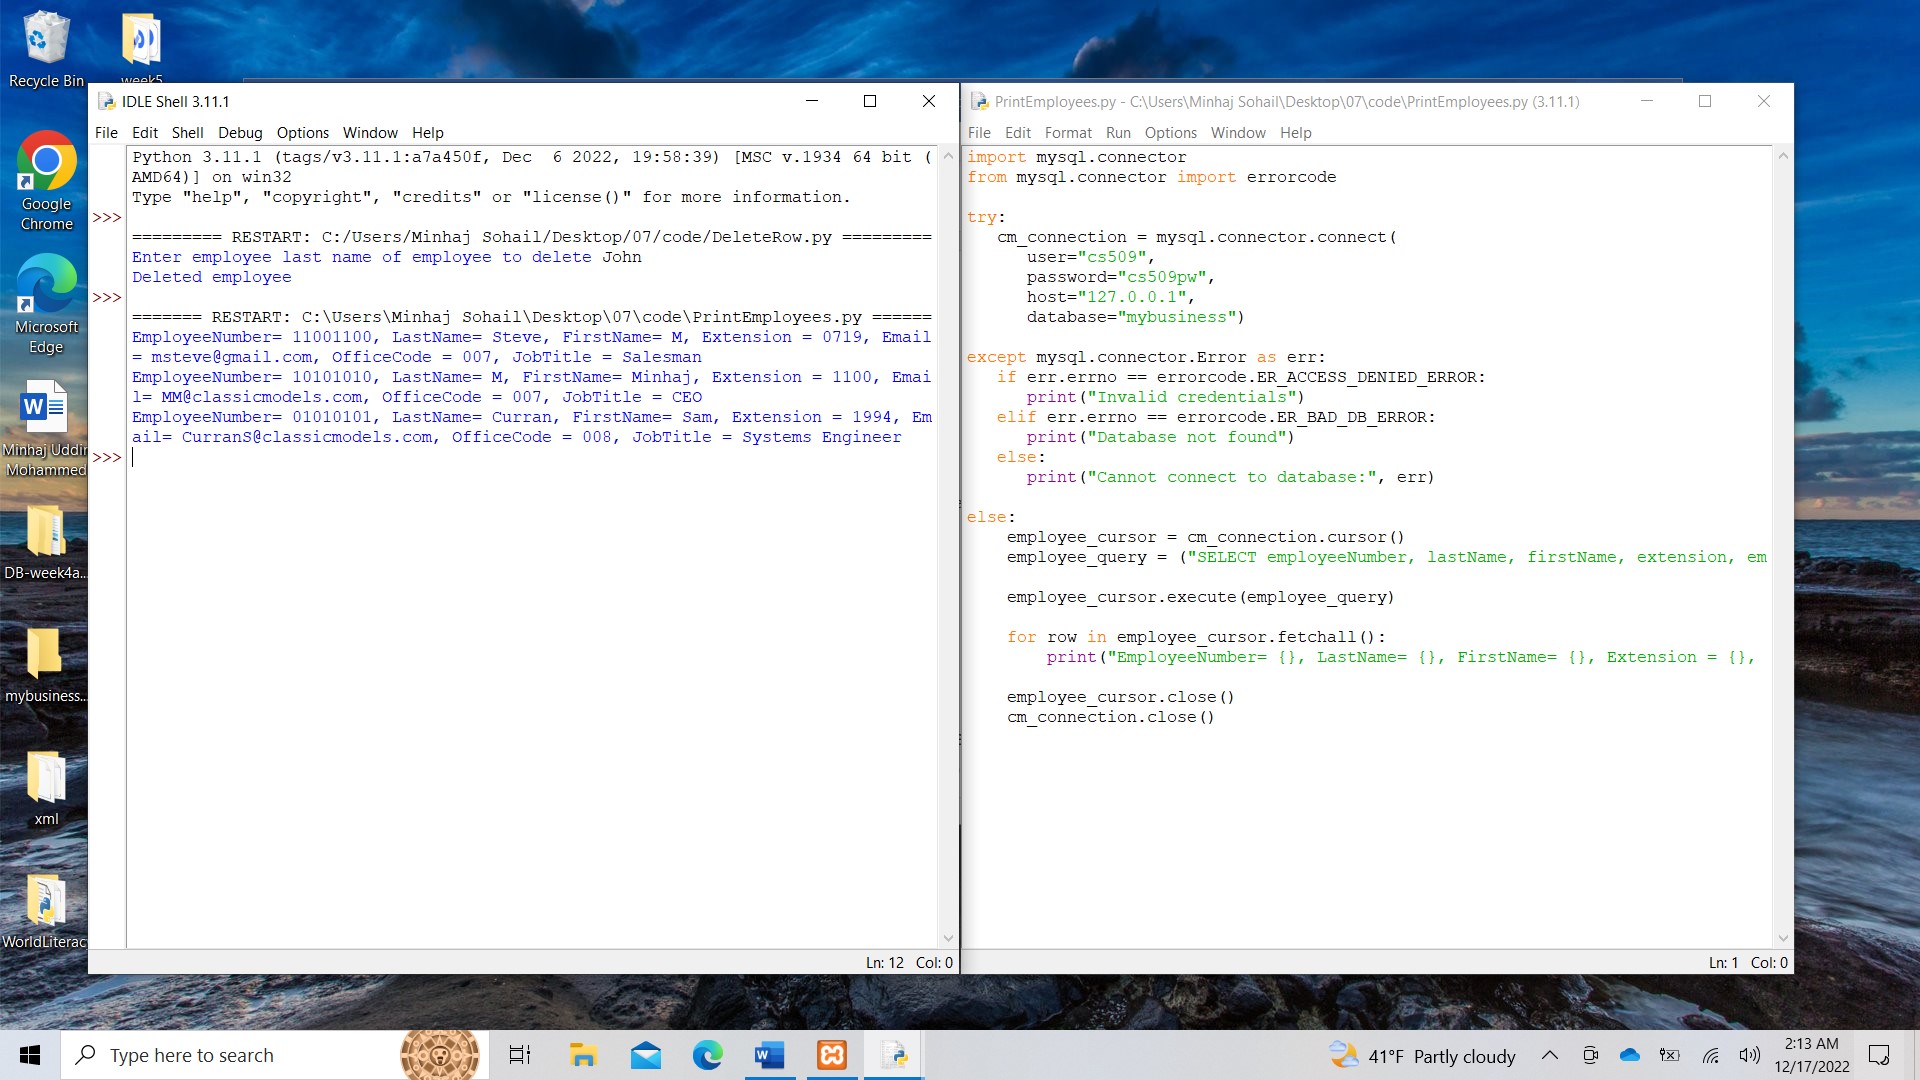 Recycle Bin
week5
Google
Chrome
Microsoft
Edge
Minhaj Uddin
Mohammed
DB-week4a...
mybusiness...
xml
WorldLiterac
IDLE Shell 3.11.1
File Edit Shell Debug Options Window Help
Python 3.11.1 (tags/v3.11.1:a7a450f, Dec  6 2022, 19:58:39) [MSC v.1934 64 bit (
AMD64)] on win32
Type "help", "copyright", "credits" or "license()" for more information.
>>>
========= RESTART: C:/Users/Minhaj Sohail/Desktop/07/code/DeleteRow.py =========
Enter employee last name of employee to delete John
Deleted employee
>>>
======= RESTART: C:\Users\Minhaj Sohail\Desktop\07\code\PrintEmployees.py ======
EmployeeNumber= 11001100, LastName= Steve, FirstName= M, Extension = 0719, Email
= msteve@gmail.com, OfficeCode = 007, JobTitle = Salesman
EmployeeNumber= 10101010, LastName= M, FirstName= Minhaj, Extension = 1100, Emai
l= MM@classicmodels.com, OfficeCode = 007, JobTitle = CEO
EmployeeNumber= 01010101, LastName= Curran, FirstName= Sam, Extension = 1994, Em
ail= CurranS@classicmodels.com, OfficeCode = 008, JobTitle = Systems Engineer
>>>
Ln: 12 Col: 0
PrintEmployees.py - C:\Users\Minhaj Sohail\Desktop\07\code\PrintEmployees.py (3.11.1)
File Edit Format Run Options Window Help
import mysql.connector
from mysql.connector import errorcode
try:
cm_connection = mysql.connector.connect(
user="cs509",
password="cs509pw",
host="127.0.0.1",
database="mybusiness")
except mysql.connector.Error as err:
if err.errno == errorcode.ER_ACCESS_DENIED_ERROR:
print("Invalid credentials")
elif err.errno == errorcode.ER_BAD_DB_ERROR:
print("Database not found")
else:
print("Cannot connect to database:", err)
else:
employee_cursor = cm_connection.cursor()
employee_query = ("SELECT employeeNumber, lastName, firstName, extension, em
employee_cursor.execute(employee_query)
for row in employee_cursor.fetchall():
print("EmployeeNumber= {}, LastName= {}, FirstName= {}, Extension = {},
employee_cursor.close()
cm_connection.close()
Ln: 1 Col: 0
Type here to search
41°F Partly cloudy
2:13 AM
12/17/2022